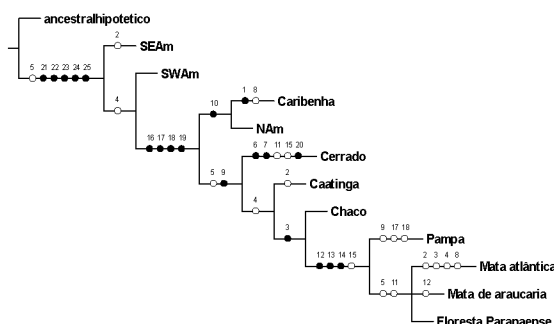 ancestralhipotetico
2
SEAm
5 21 22 23 24 25
SWAm
4
1 8
Caribenha
10
NAm
16 17 18 19
6 7 11 15 20
Cerrado
5 9
2
Caatinga
4
Chaco
3
9 17 18
Pampa
12 13 14 15
2 3 4 8
Mata atlântica
5 11
12
Mata de araucaria
Floresta Paranaense